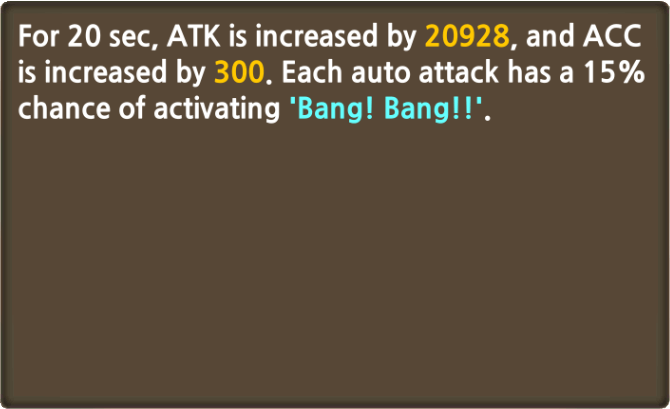 For 20 sec, ATK is increased by 20928, and ACC
is increased by 300. Each auto attack has a 15%
chance of activating 'Bang! Bang!!'.